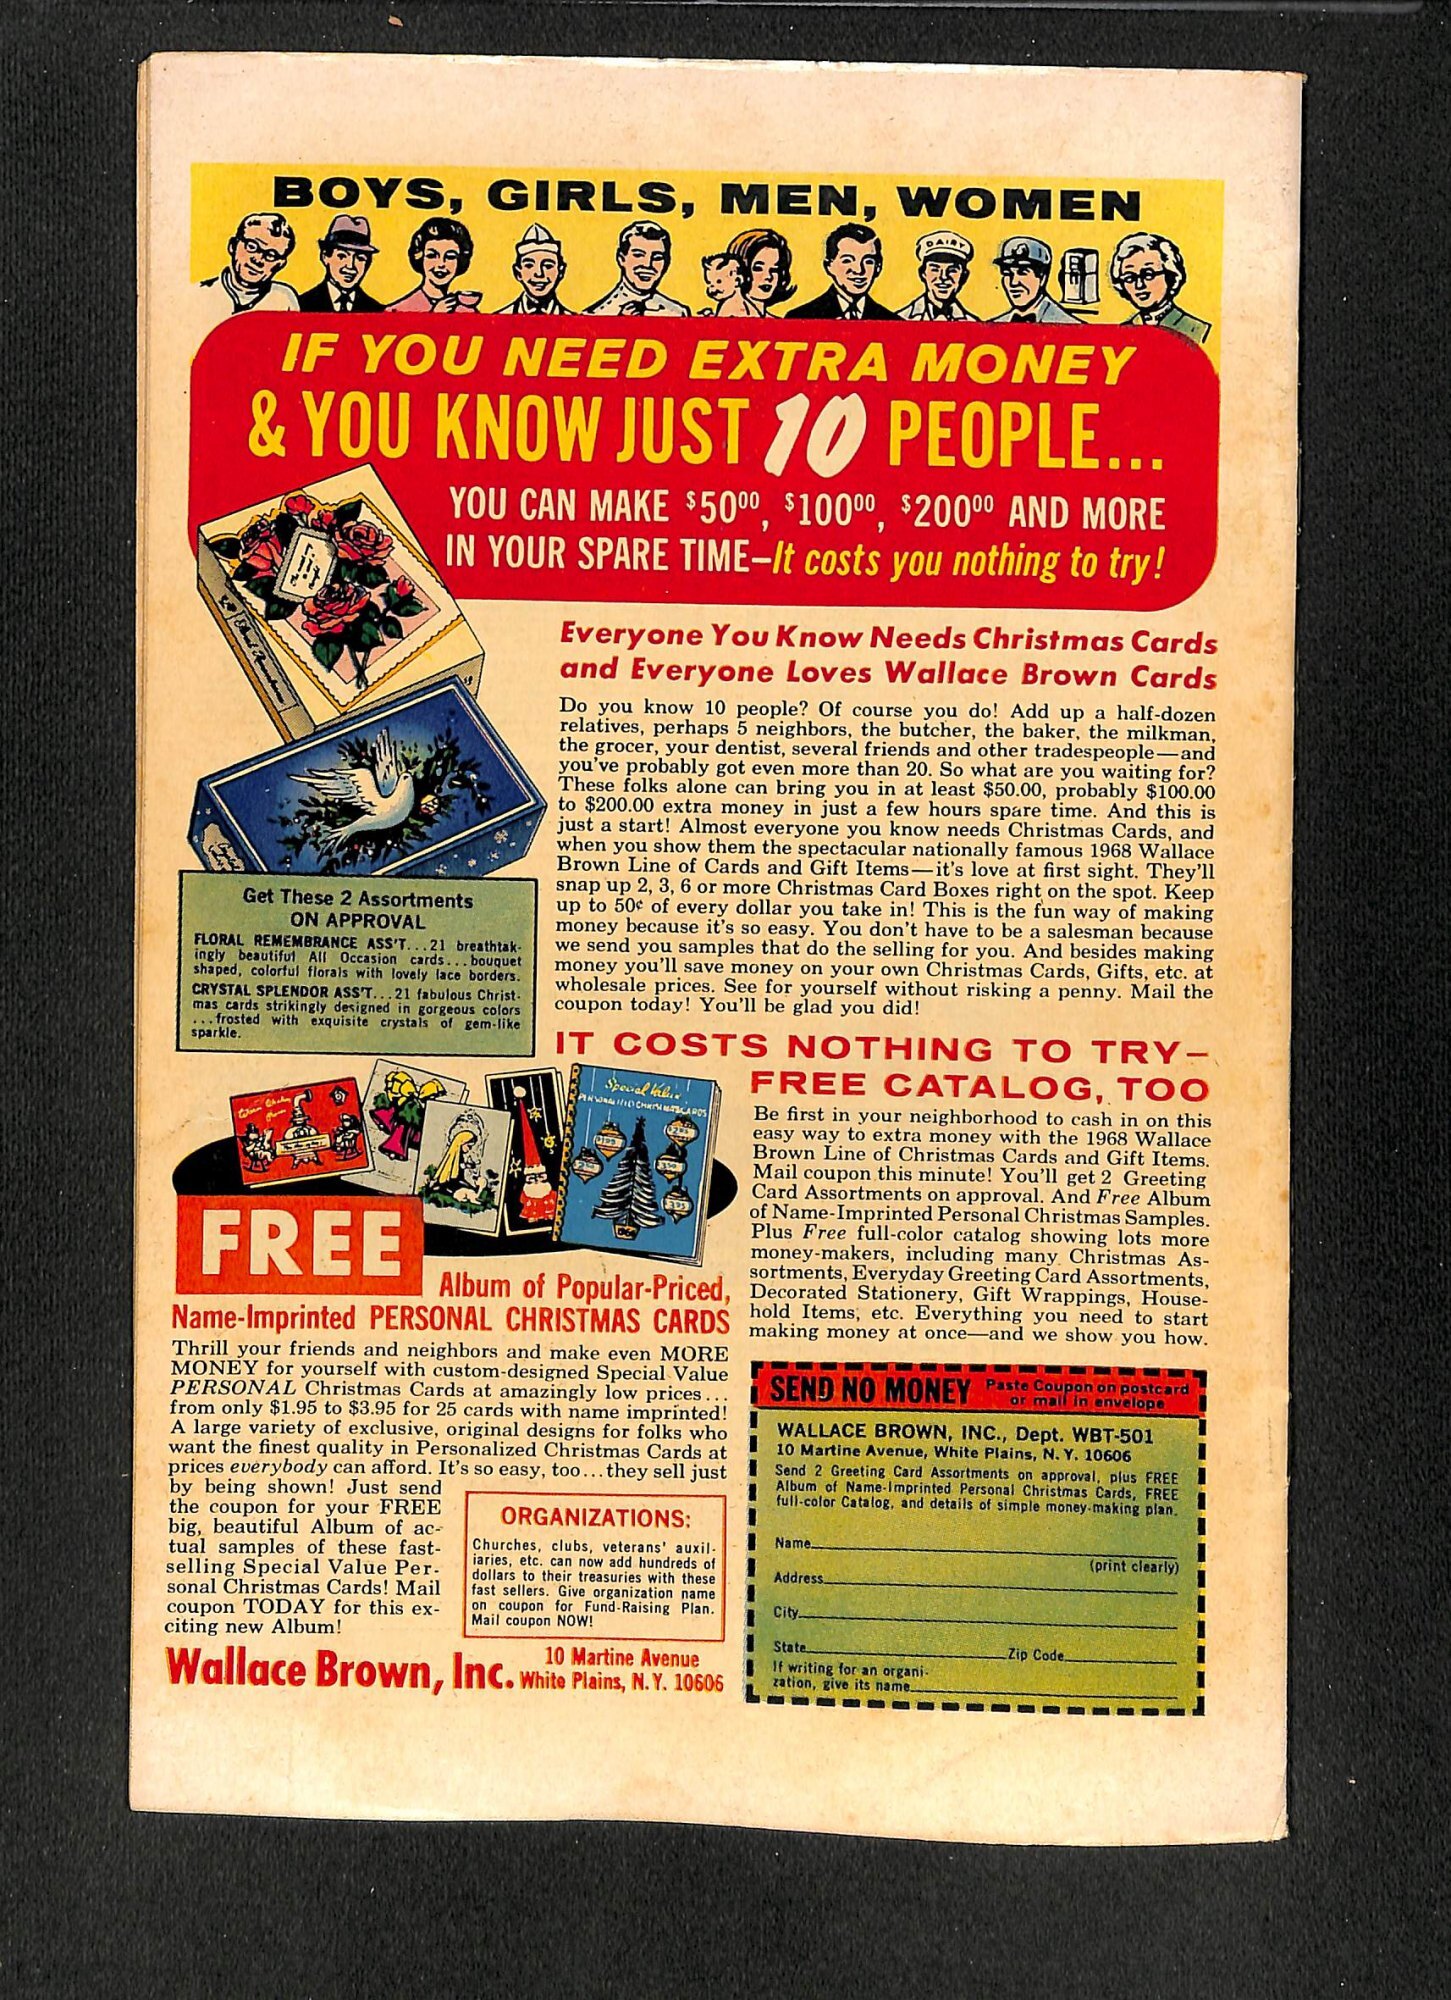 BOYS, GIRLS, MEN, WOMEN
DAIRY
IF YOU NEED EXTRA MONEY
& YOU KNOW JUST 10 PEOPLE...
YOU CAN MAKE $50⁰⁰, $100⁰⁰, $200⁰⁰ AND MORE
IN YOUR SPARE TIME—It costs you nothing to try!
Everyone You Know Needs Christmas Cards
and Everyone Loves Wallace Brown Cards
Do you know 10 people? Of course you do! Add up a half-dozen
relatives, perhaps 5 neighbors, the butcher, the baker, the milkman,
the grocer, your dentist, several friends and other tradespeople—and
you've probably got even more than 20. So what are you waiting for?
These folks alone can bring you in at least $50.00, probably $100.00
to $200.00 extra money in just a few hours spare time. And this is
just a start! Almost everyone you know needs Christmas Cards, and
when you show them the spectacular nationally famous 1968 Wallace
Brown Line of Cards and Gift Items—it's love at first sight. They'll
snap up 2, 3, 6 or more Christmas Card Boxes right on the spot. Keep
up to 50¢ of every dollar you take in! This is the fun way of making
money because it's so easy. You don't have to be a salesman because
we send you samples that do the selling for you. And besides making
money you'll save money on your own Christmas Cards, Gifts, etc. at
wholesale prices. See for yourself without risking a penny. Mail the
coupon today! You'll be glad you did!
Get These 2 Assortments
ON APPROVAL
FLORAL REMEMBRANCE ASS'T...21 breathtak-
ingly beautiful All Occasion cards...bouquet
shaped, colorful florals with lovely lace borders.
CRYSTAL SPLENDOR ASS'T...21 fabulous Christ-
mas cards strikingly designed in gorgeous colors
...frosted with exquisite crystals of gem-like
sparkle.
IT COSTS NOTHING TO TRY—
FREE CATALOG, TOO
Be first in your neighborhood to cash in on this
easy way to extra money with the 1968 Wallace
Brown Line of Christmas Cards and Gift Items.
Mail coupon this minute! You'll get 2 Greeting
Card Assortments on approval. And Free Album
of Name-Imprinted Personal Christmas Samples.
Plus Free full-color catalog showing lots more
money-makers, including many Christmas As-
sortments, Everyday Greeting Card Assortments,
Decorated Stationery, Gift Wrappings, House-
hold Items, etc. Everything you need to start
making money at once—and we show you how.
Special Value
PERSONALIZED CHRISTMAS CARDS
FREE
Album of Popular-Priced,
Name-Imprinted PERSONAL CHRISTMAS CARDS
Thrill your friends and neighbors and make even MORE
MONEY for yourself with custom-designed Special Value
PERSONAL Christmas Cards at amazingly low prices...
from only $1.95 to $3.95 for 25 cards with name imprinted!
A large variety of exclusive, original designs for folks who
want the finest quality in Personalized Christmas Cards at
prices everybody can afford. It's so easy, too...they sell just
by being shown! Just send
the coupon for your FREE
big, beautiful Album of ac-
tual samples of these fast-
selling Special Value Per-
sonal Christmas Cards! Mail
coupon TODAY for this ex-
citing new Album!
ORGANIZATIONS:
Churches, clubs, veterans' auxil-
iaries, etc. can now add hundreds of
dollars to their treasuries with these
fast sellers. Give organization name
on coupon for Fund-Raising Plan.
Mail coupon NOW!
Wallace Brown, Inc. 10 Martine Avenue
White Plains, N.Y. 10606
SEND NO MONEY Paste Coupon on postcard
or mail in envelope
WALLACE BROWN, INC., Dept. WBT-501
10 Martine Avenue, White Plains, N. Y. 10606
Send 2 Greeting Card Assortments on approval, plus FREE
Album of Name-Imprinted Personal Christmas Cards, FREE
full-color Catalog, and details of simple money-making plan.
Name
(print clearly)
Address
City
State Zip Code
If writing for an organi-
zation, give its name